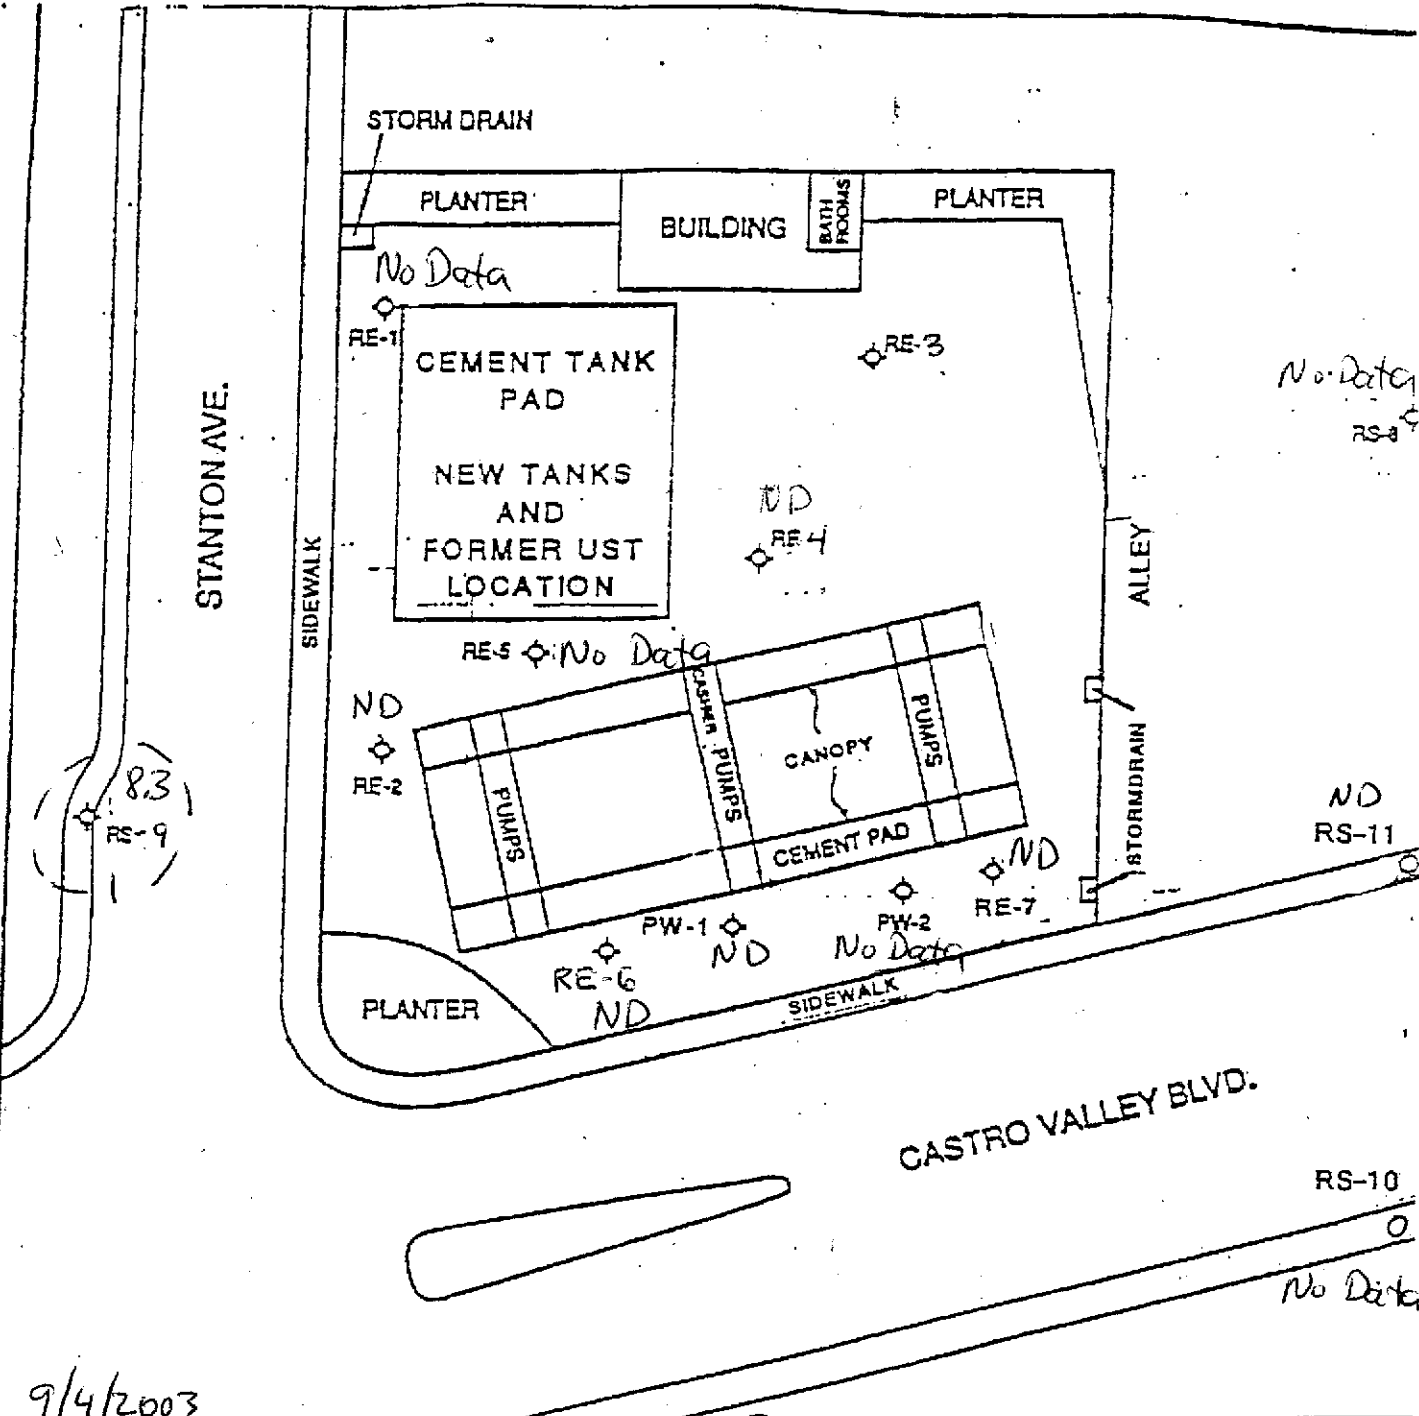 STORM DRAIN
PLANTER
BUILDING
BATH
ROOMS
PLANTER
No Data
RE-1
CEMENT TANK
PAD
NEW TANKS
AND
FORMER UST
LOCATION
RE-3
No Data
RS-8
STANTON AVE.
SIDEWALK
ND
RE-4
ALLEY
RE-5
No Data
ND
RE-2
8.3
RS-9
CASHIER
PUMPS
PUMPS
PUMPS
CANOPY
CEMENT PAD
STORMDRAIN
ND
RS-11
ND
RE-7
PW-1
ND
PW-2
No Data
RE-6
ND
PLANTER
SIDEWALK
CASTRO VALLEY BLVD.
RS-10
No Data
9/4/2003